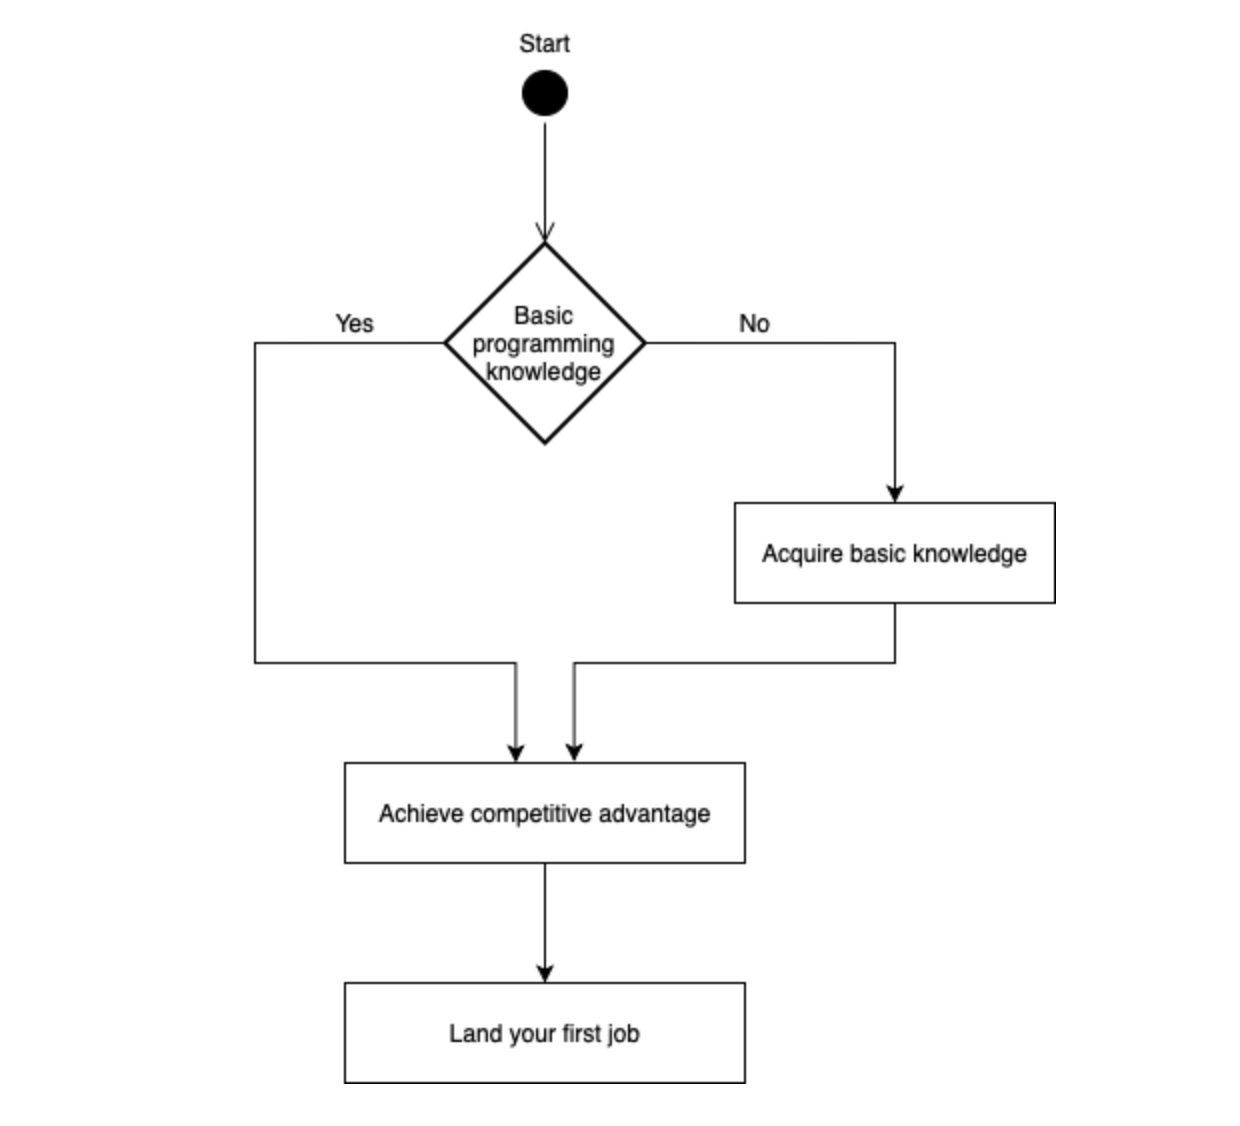 Start
Basic
programming
knowledge
Yes
No
Acquire basic knowledge
Achieve competitive advantage
Land your first job